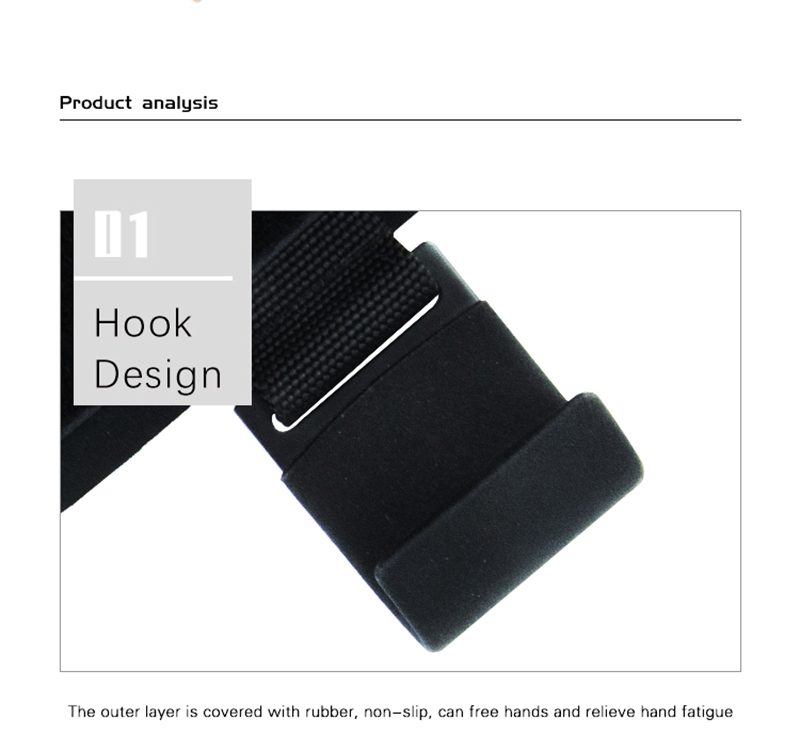 Product analysis
01
Hook
Design
The outer layer is covered with rubber, non-slip, can free hands and relieve hand fatigue